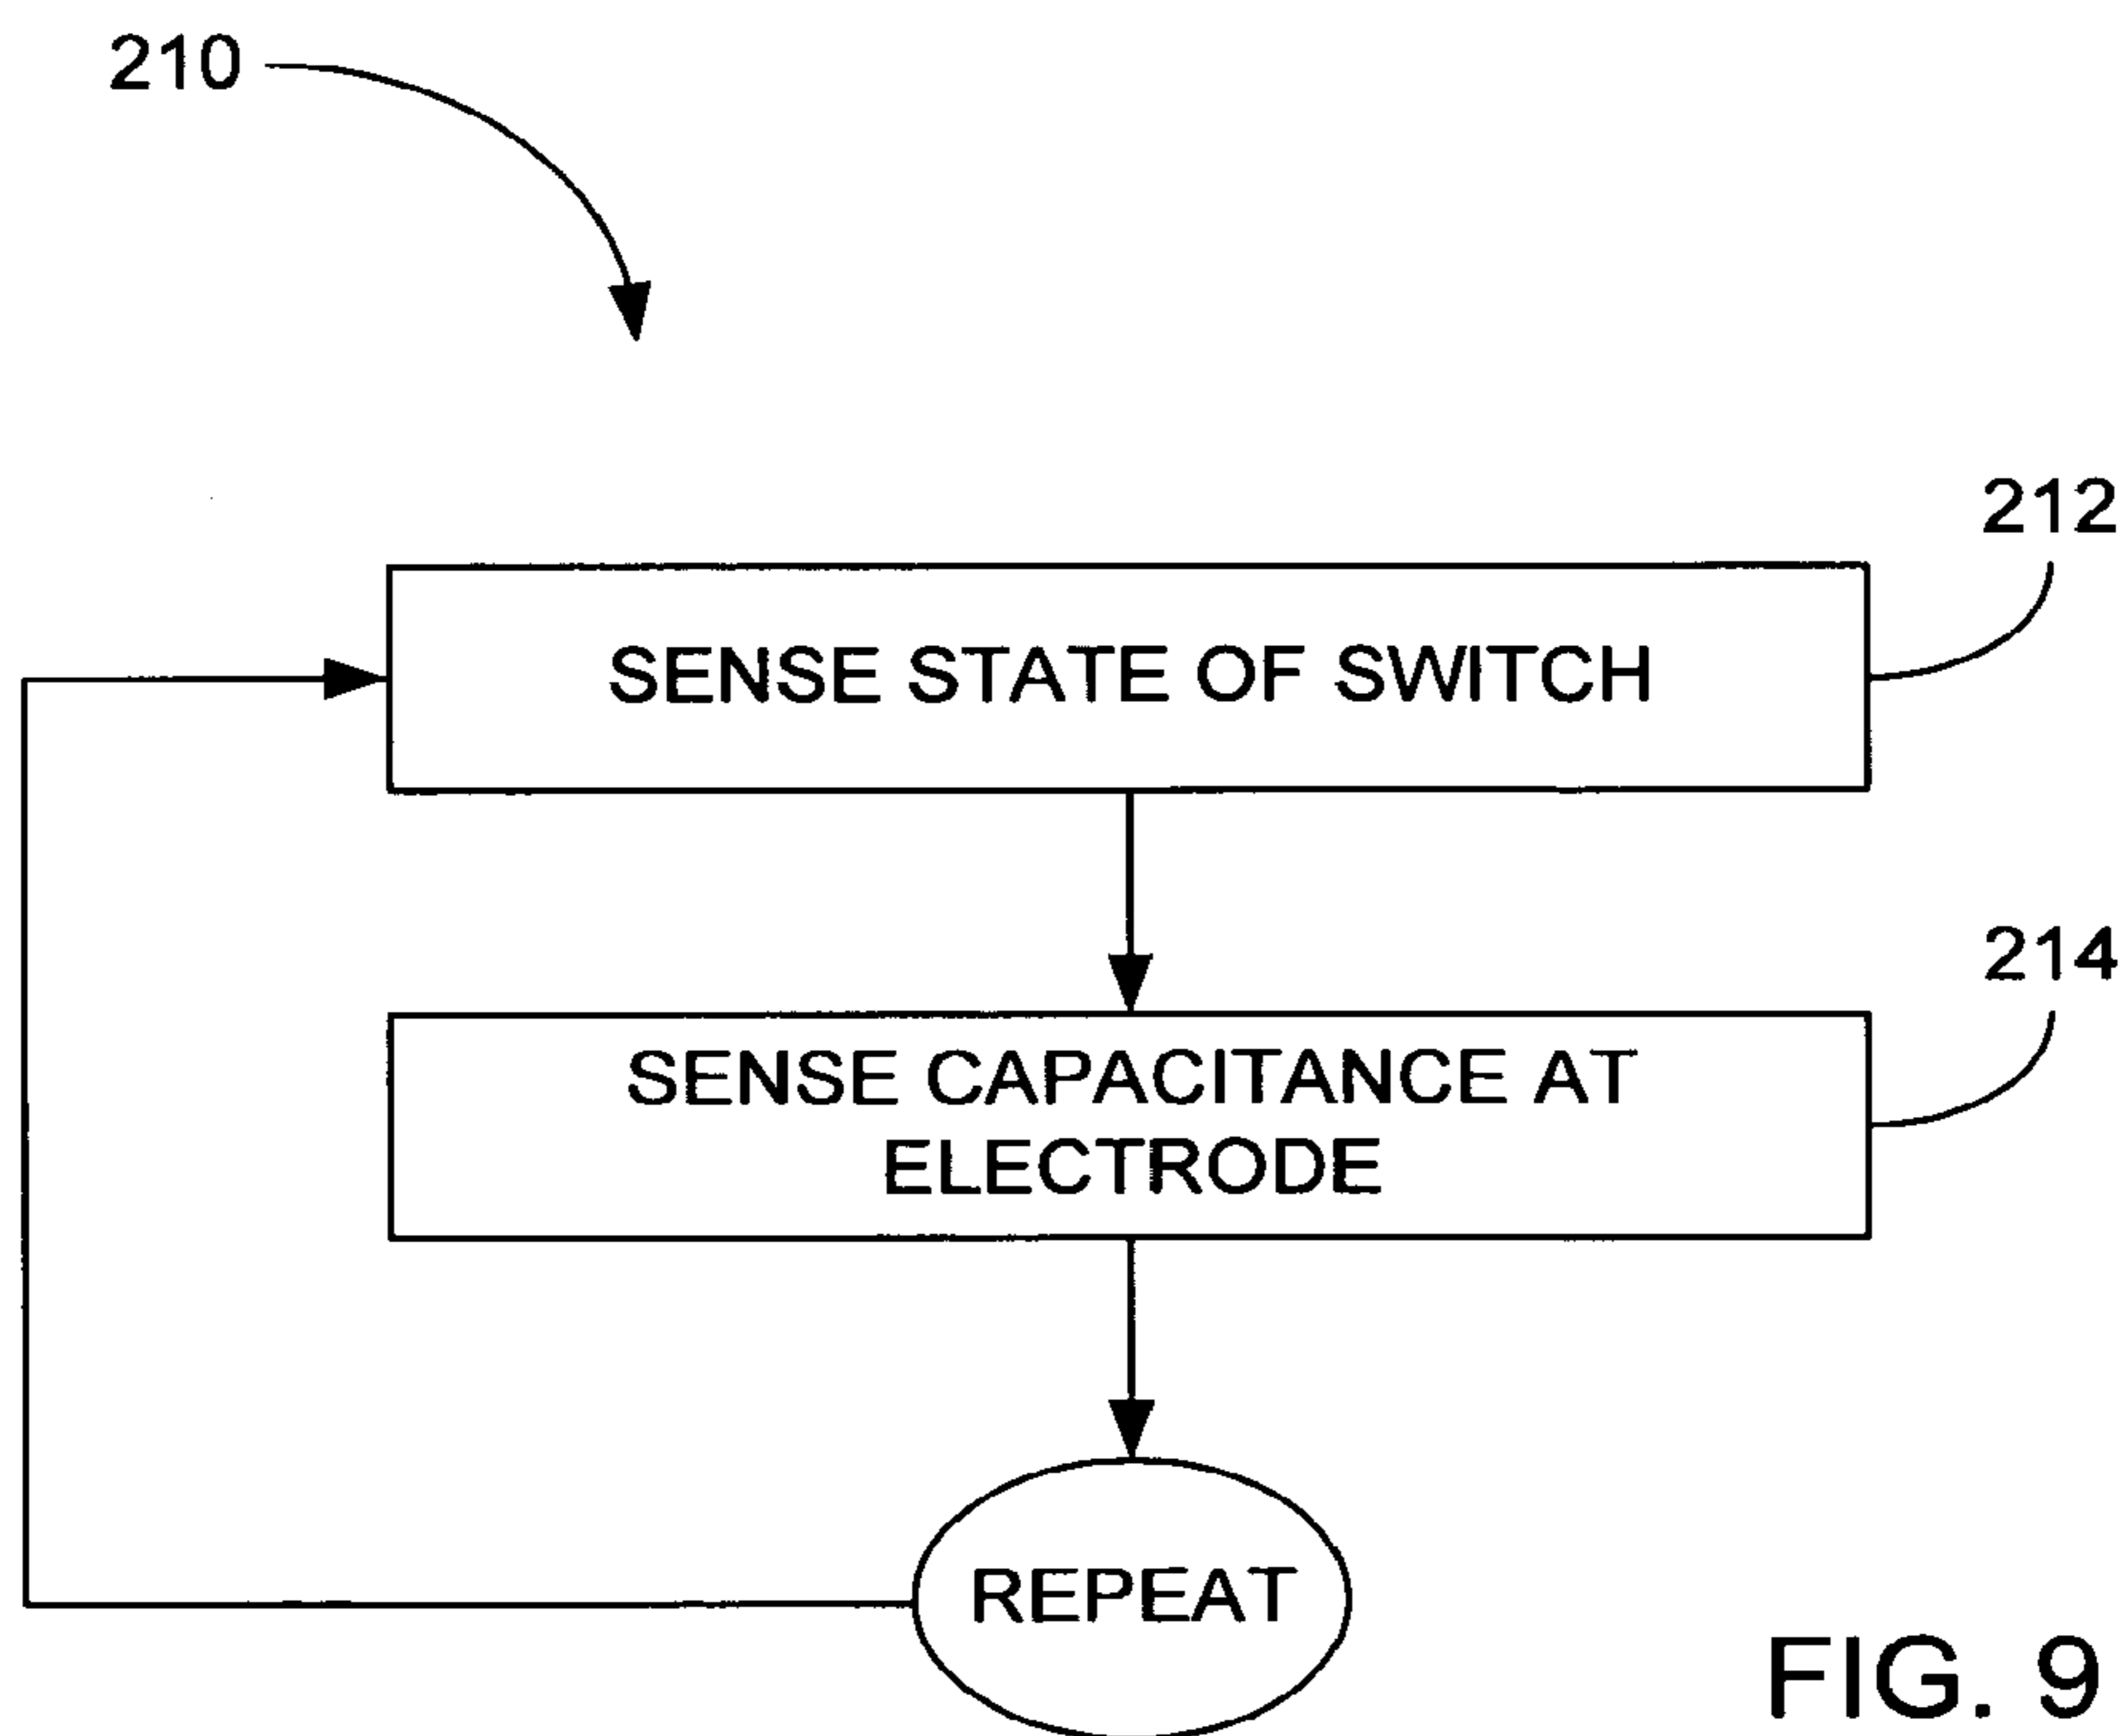 210
212
SENSE STATE OF SWITCH
214
SENSE CAPACITANCE AT
ELECTRODE
REPEAT
FIG. 9